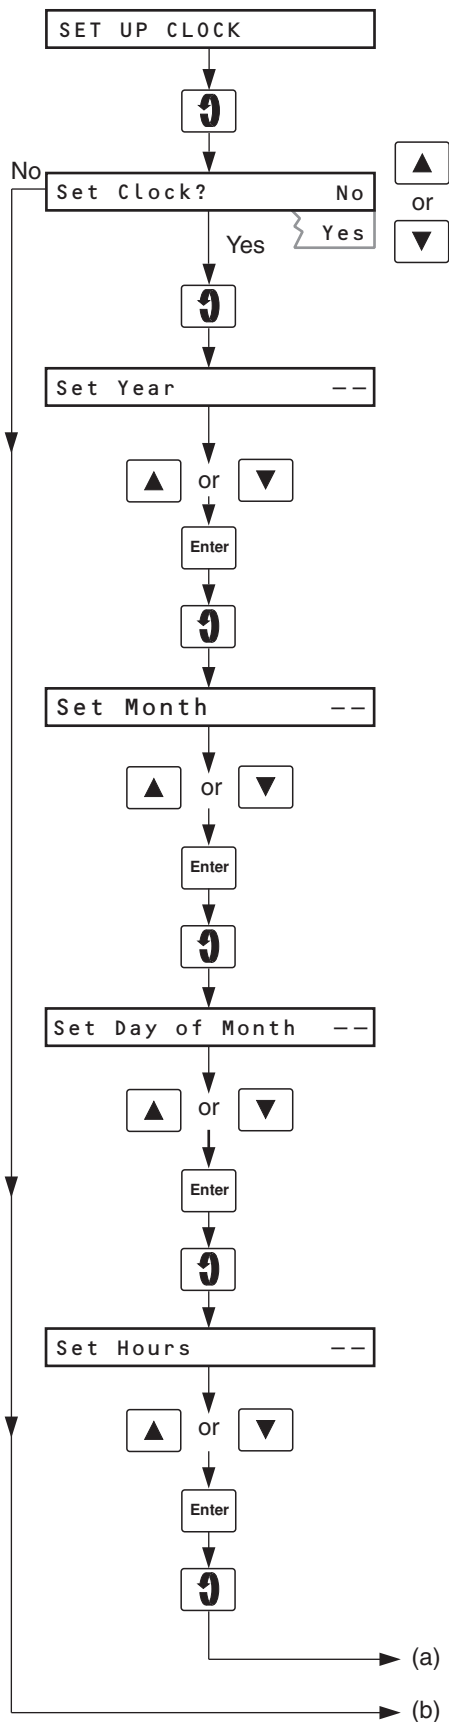 SET UP CLOCK
No
Set Clock? No
or
Yes
Yes
Set Year --
or
Enter
Set Month --
or
Enter
Set Day of Month --
or
Enter
Set Hours --
or
Enter
(a)
(b)